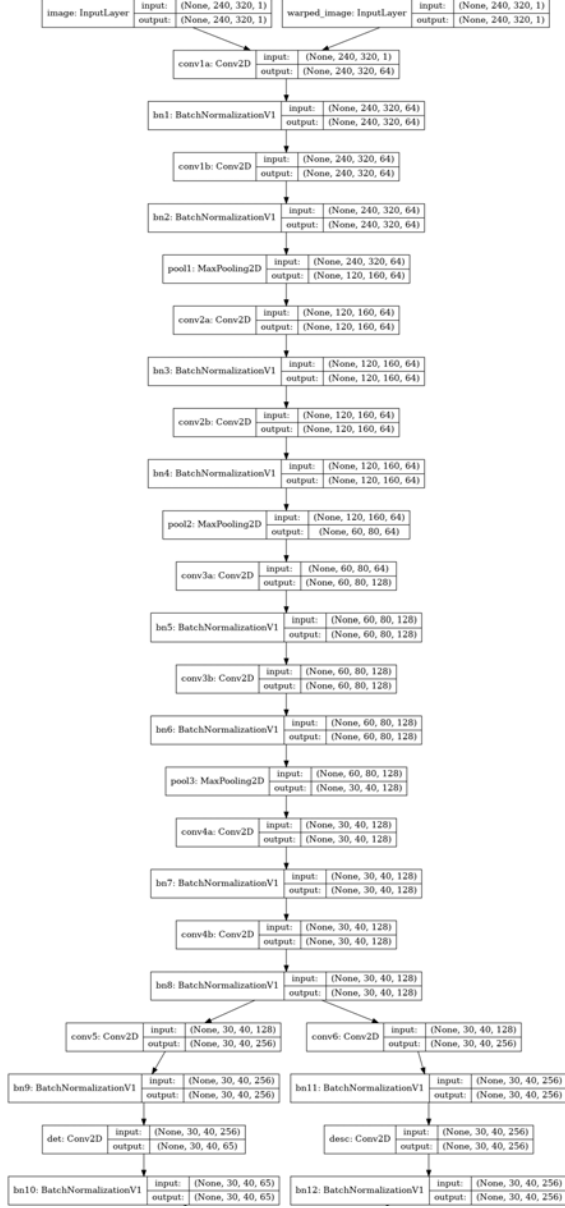 image: InputLayer input: (None, 240, 320, 1)
output: (None, 240, 320, 1)
warped_image: InputLayer input: (None, 240, 320, 1)
output: (None, 240, 320, 1)
conv1a: Conv2D input: (None, 240, 320, 1)
output: (None, 240, 320, 64)
bn1: BatchNormalizationV1 input: (None, 240, 320, 64)
output: (None, 240, 320, 64)
conv1b: Conv2D input: (None, 240, 320, 64)
output: (None, 240, 320, 64)
bn2: BatchNormalizationV1 input: (None, 240, 320, 64)
output: (None, 240, 320, 64)
pool1: MaxPooling2D input: (None, 240, 320, 64)
output: (None, 120, 160, 64)
conv2a: Conv2D input: (None, 120, 160, 64)
output: (None, 120, 160, 64)
bn3: BatchNormalizationV1 input: (None, 120, 160, 64)
output: (None, 120, 160, 64)
conv2b: Conv2D input: (None, 120, 160, 64)
output: (None, 120, 160, 64)
bn4: BatchNormalizationV1 input: (None, 120, 160, 64)
output: (None, 120, 160, 64)
pool2: MaxPooling2D input: (None, 120, 160, 64)
output: (None, 60, 80, 64)
conv3a: Conv2D input: (None, 60, 80, 64)
output: (None, 60, 80, 128)
bn5: BatchNormalizationV1 input: (None, 60, 80, 128)
output: (None, 60, 80, 128)
conv3b: Conv2D input: (None, 60, 80, 128)
output: (None, 60, 80, 128)
bn6: BatchNormalizationV1 input: (None, 60, 80, 128)
output: (None, 60, 80, 128)
pool3: MaxPooling2D input: (None, 60, 80, 128)
output: (None, 30, 40, 128)
conv4a: Conv2D input: (None, 30, 40, 128)
output: (None, 30, 40, 128)
bn7: BatchNormalizationV1 input: (None, 30, 40, 128)
output: (None, 30, 40, 128)
conv4b: Conv2D input: (None, 30, 40, 128)
output: (None, 30, 40, 128)
bn8: BatchNormalizationV1 input: (None, 30, 40, 128)
output: (None, 30, 40, 128)
conv5: Conv2D input: (None, 30, 40, 128)
output: (None, 30, 40, 256)
conv6: Conv2D input: (None, 30, 40, 128)
output: (None, 30, 40, 256)
bn9: BatchNormalizationV1 input: (None, 30, 40, 256)
output: (None, 30, 40, 256)
bn11: BatchNormalizationV1 input: (None, 30, 40, 256)
output: (None, 30, 40, 256)
det: Conv2D input: (None, 30, 40, 256)
output: (None, 30, 40, 65)
desc: Conv2D input: (None, 30, 40, 256)
output: (None, 30, 40, 256)
bn10: BatchNormalizationV1 input: (None, 30, 40, 65)
output: (None, 30, 40, 65)
bn12: BatchNormalizationV1 input: (None, 30, 40, 256)
output: (None, 30, 40, 256)